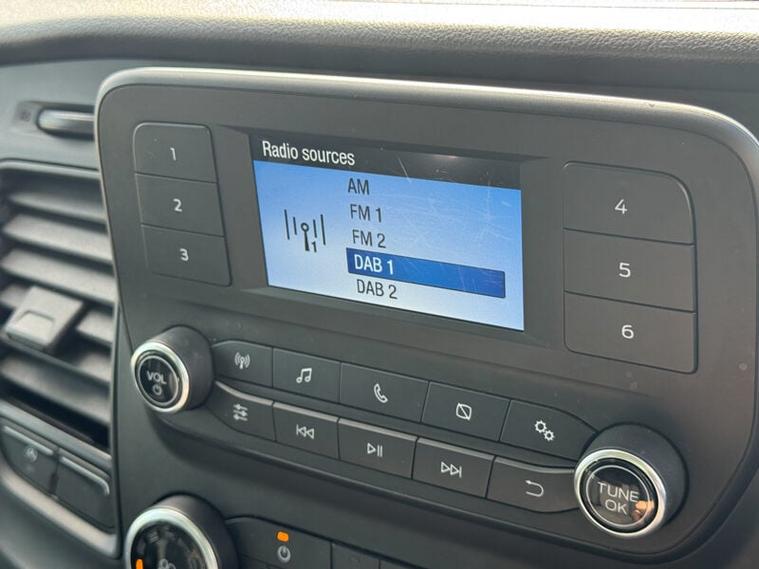 Radio sources
AM
FM 1
FM 2
DAB 1
DAB 2
1
2
3
4
5
6
VOL
TUNE
OK